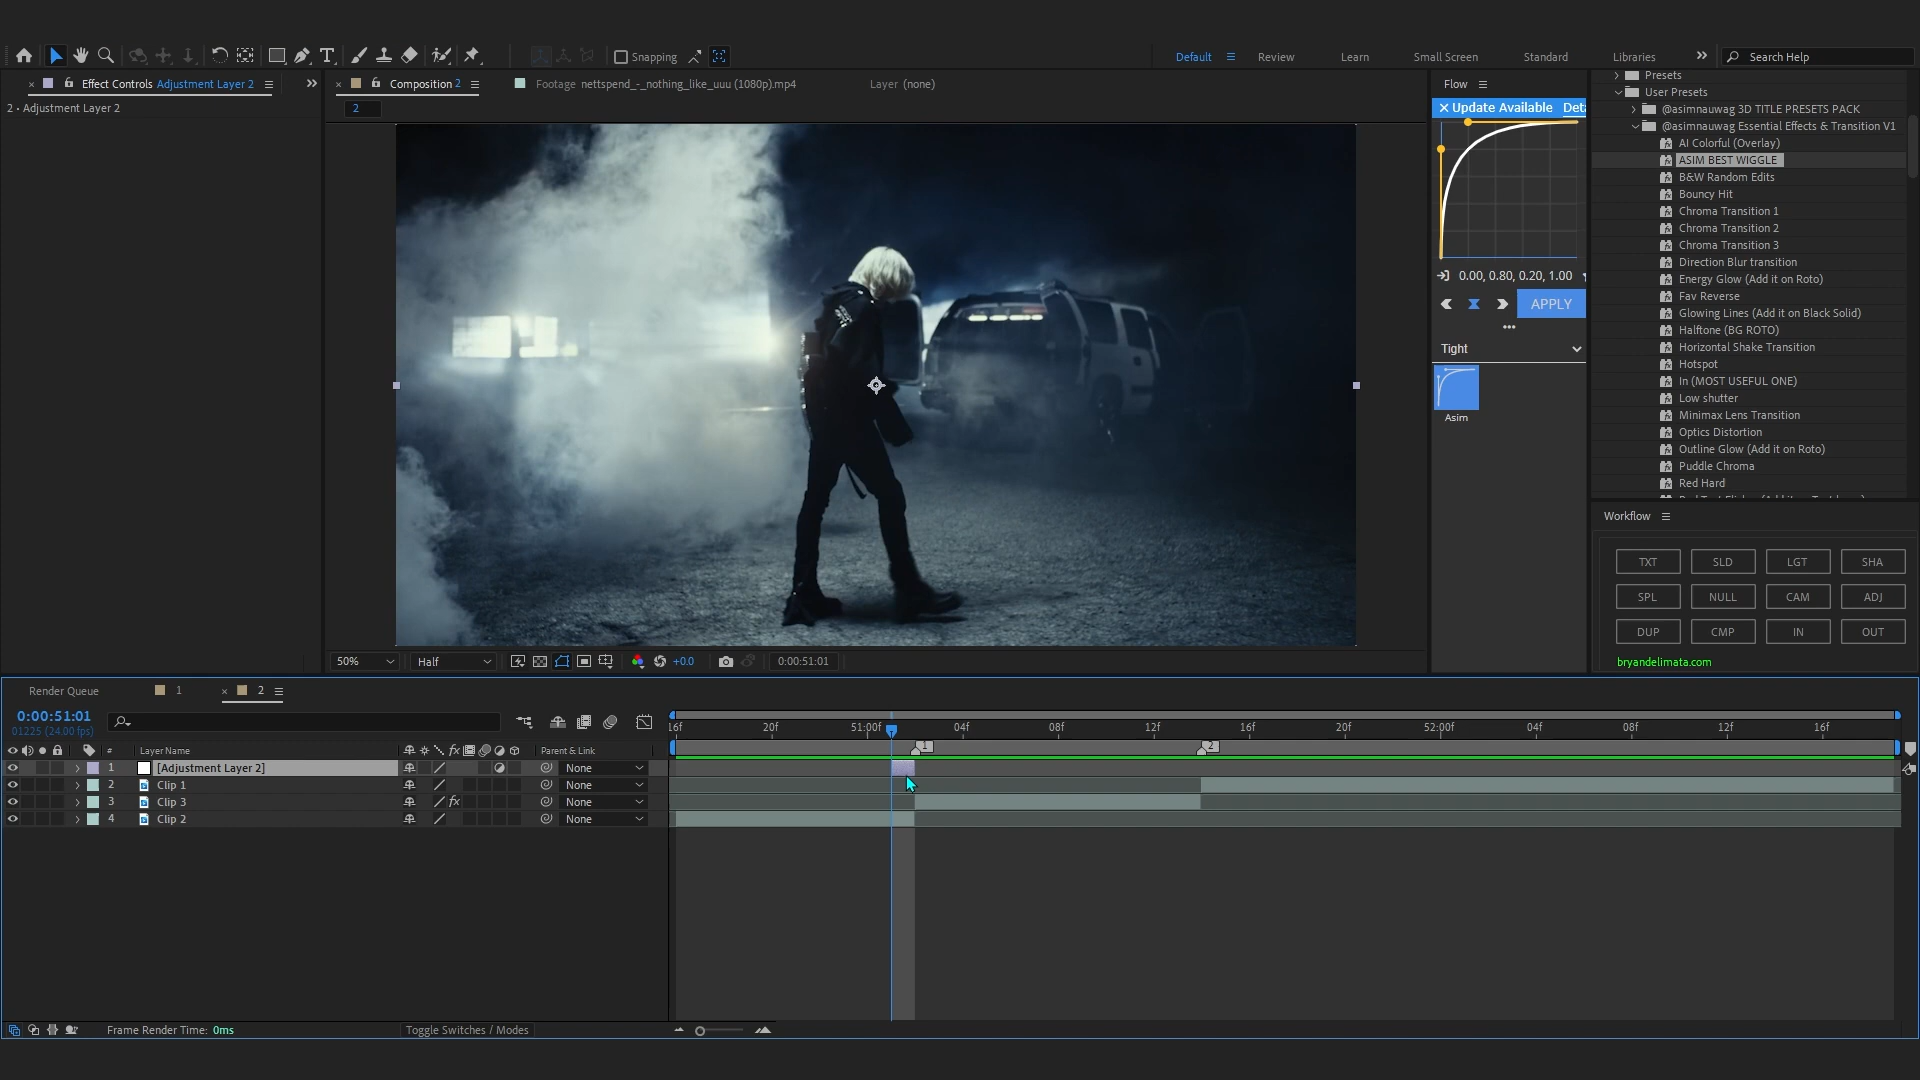 Snapping
Default
Review
Learn
Small Screen
Standard
Libraries
Search Help
Effect Controls Adjustment Layer 2
Composition 2
Footage nettspend_-_nothing_like_uuu (1080p).mp4
Layer (none)
2 • Adjustment Layer 2
2
Flow
Update Available Deta
0.00, 0.80, 0.20, 1.00
APPLY
Tight
Asim
Presets
User Presets
@asimnauwag 3D TITLE PRESETS PACK
@asimnauwag Essential Effects & Transition V1
AI Colorful (Overlay)
ASIM BEST WIGGLE
B&W Random Edits
Bouncy Hit
Chroma Transition 1
Chroma Transition 2
Chroma Transition 3
Direction Blur transition
Energy Glow (Add it on Roto)
Fav Reverse
Glowing Lines (Add it on Black Solid)
Halftone (BG ROTO)
Horizontal Shake Transition
Hotspot
In (MOST USEFUL ONE)
Low shutter
Minimax Lens Transition
Optics Distortion
Outline Glow (Add it on Roto)
Puddle Chroma
Red Hard
Workflow
TXT SLD LGT SHA
SPL NULL CAM ADJ
DUP CMP IN OUT
bryandelimata.com
50%
Half
+0.0
0:00:51:01
Render Queue
1
2
0:00:51:01
01225 (24.00 fps)
16f 20f 51:00f 04f 08f 12f 16f 20f 52:00f 04f 08f 12f 16f
1 2
# Layer Name
Parent & Link
1 [Adjustment Layer 2] None
2 Clip 1 None
3 Clip 3 fx None
4 Clip 2 None
Frame Render Time: 0ms
Toggle Switches / Modes